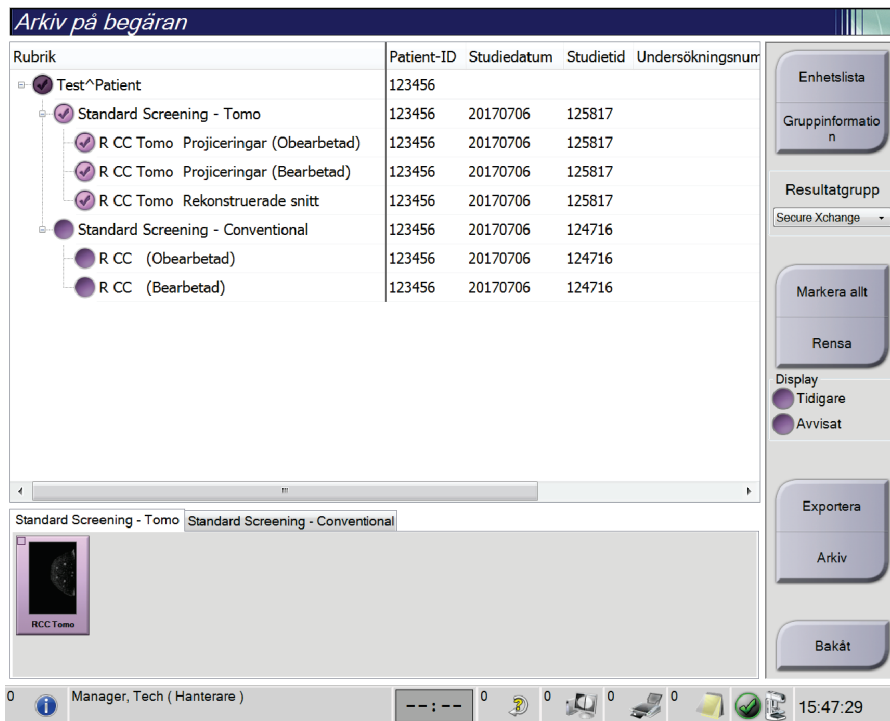 Arkiv på begäran
Rubrik Patient-ID Studiedatum Studietid Undersökningsnum
Test^Patient 123456
Standard Screening - Tomo 123456 20170706 125817
R CC Tomo Projiceringar (Obearbetad) 123456 20170706 125817
R CC Tomo Projiceringar (Bearbetad) 123456 20170706 125817
R CC Tomo Rekonstruerade snitt 123456 20170706 125817
Standard Screening - Conventional 123456 20170706 124716
R CC (Obearbetad) 123456 20170706 124716
R CC (Bearbetad) 123456 20170706 124716
Enhetslista
Gruppinformatio
n
Resultatgrupp
Secure Xchange
Markera allt
Rensa
Display
Tidigare
Avvisat
Exportera
Arkiv
Bakåt
Standard Screening - Tomo Standard Screening - Conventional
RCC Tomo
0 Manager, Tech ( Hanterare ) --:-- 0 0 0 0 15:47:29